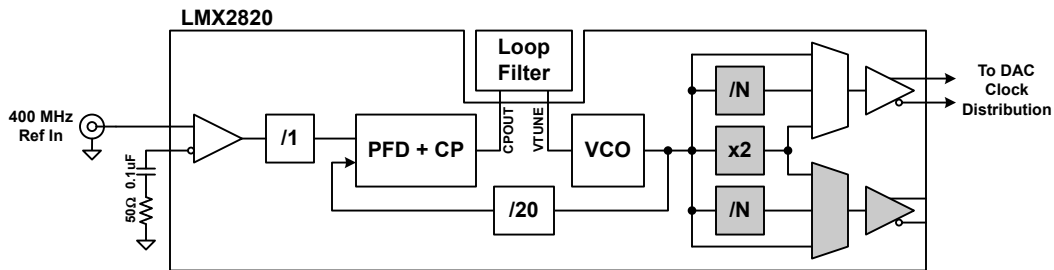 LMX2820
Loop
Filter
To DAC
Clock
Distribution
/N
400 MHz
Ref In
/1
PFD + CP
CPOUT
VTUNE
VCO
x2
50Ω 0.1uF
/20
/N